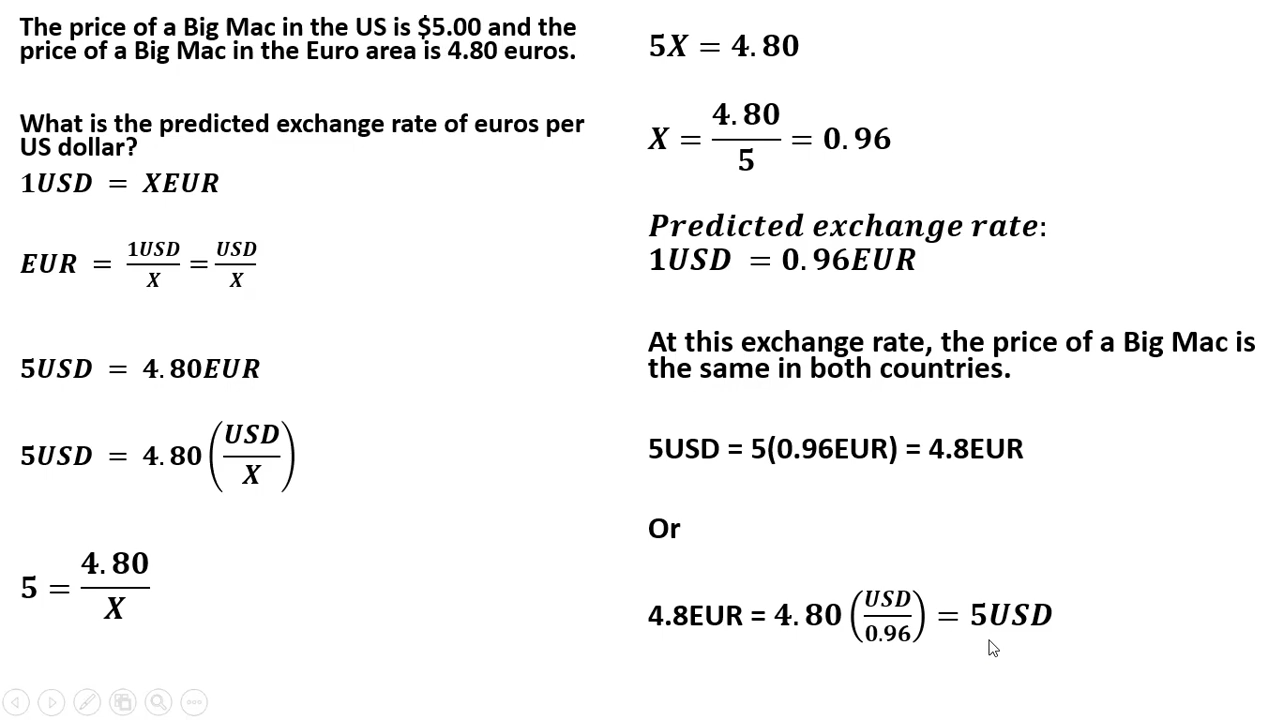 The price of a Big Mac in the US is $5.00 and the
price of a Big Mac in the Euro area is 4.80 euros.
What is the predicted exchange rate of euros per
US dollar?
1USD = XEUR
EUR = 1USD/X = USD/X
5USD = 4.80EUR
5USD = 4.80(USD/X)
5 = 4.80/X
5X = 4.80
X = 4.80/5 = 0.96
Predicted exchange rate:
1USD = 0.96EUR
At this exchange rate, the price of a Big Mac is
the same in both countries.
5USD = 5(0.96EUR) = 4.8EUR
Or
4.8EUR = 4.80(USD/0.96) = 5USD